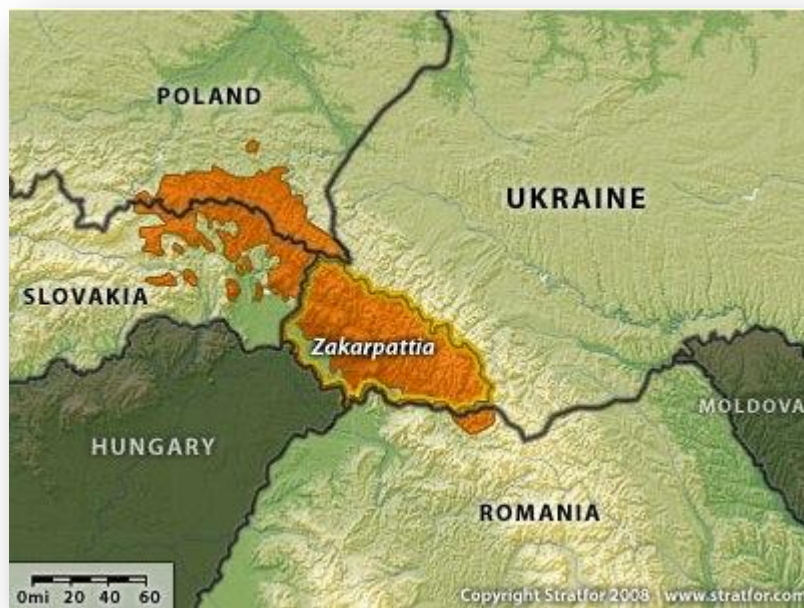 POLAND
UKRAINE
SLOVAKIA
Zakarpattia
MOLDOVA
HUNGARY
ROMANIA
0mi 20 40 60
Copyright Stratfor 2008 www.stratfor.com